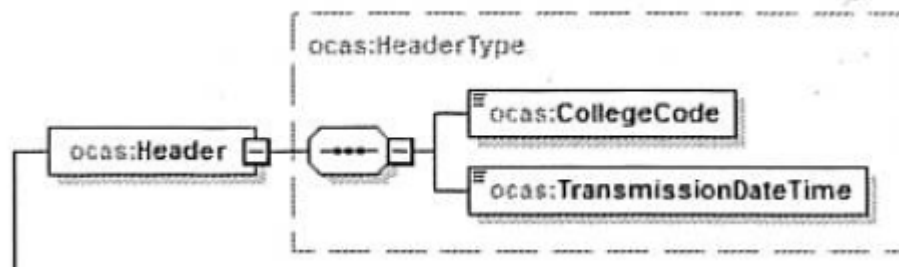 ocas:HeaderType
ocas:CollegeCode
ocas:Header
ocas:TransmissionDateTime